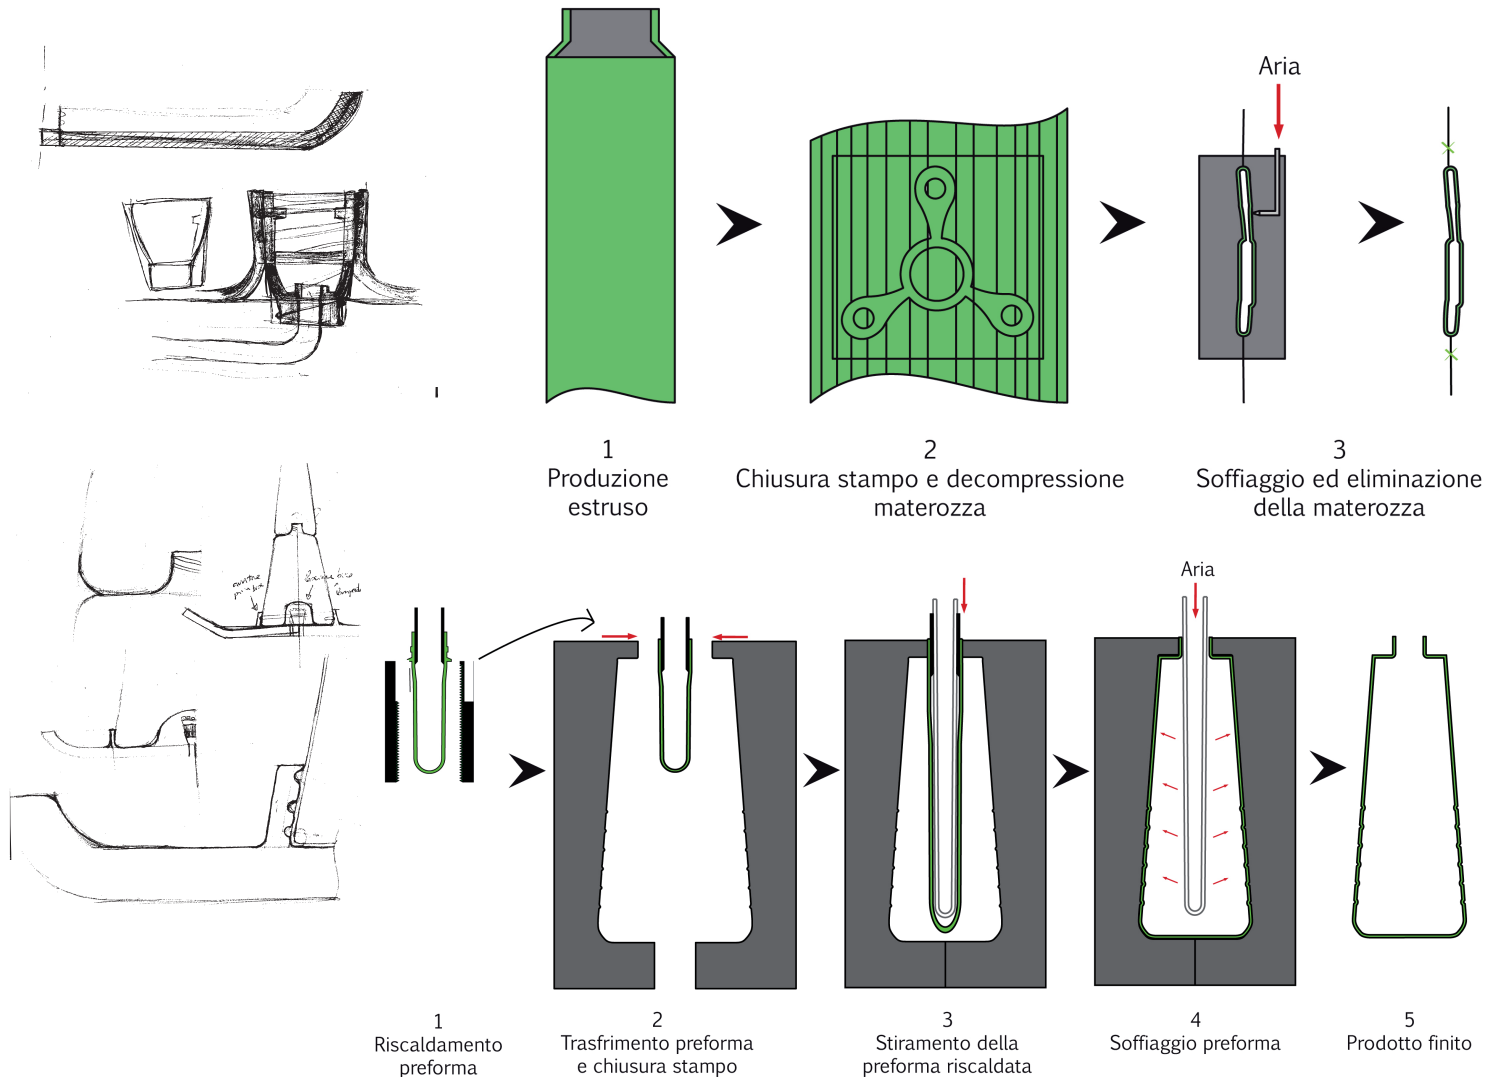 Aria
1
Produzione
estruso
2
Chiusura stampo e decompressione
materozza
3
Soffiaggio ed eliminazione
della materozza
Aria
1
Riscaldamento
preforma
2
Trasfrimento preforma
e chiusura stampo
3
Stiramento della
preforma riscaldata
4
Soffiaggio preforma
5
Prodotto finito